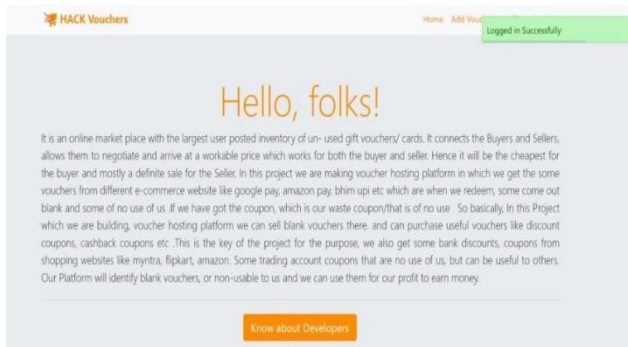 HACK Vouchers
Home Add
Logged in Successfully
Hello, folks!
It is an online market place with the largest user posted inventory of un- used gift vouchers/ cards. It connects the Buyers and Sellers,
allows them to negotiate and arrive at a workable price which works for both the buyer and seller. Hence it will be the cheapest for
the buyer and mostly a definite sale for the Seller. In this project we are making voucher hosting platform in which we get the some
vouchers from different e-commerce website like google pay, amazon pay, bhim upi etc which are when we redeem, some come out
blank and some of no use of us .If we have got the coupon, which is our waste coupon/that is of no use . So basically, In this Project
which we are building, voucher hosting platform we can sell blank vouchers there. and can purchase useful vouchers like discount
coupons, cashback coupons etc .This is the key of the project for the purpose, we also get some bank discounts, coupons from
shopping websites like myntra, flipkart, amazon. Some trading account coupons that are no use of us, but can be useful to others.
Our Platform will identify blank vouchers, or non-usable to us and we can use them for our profit to earn money.
Know about Developers